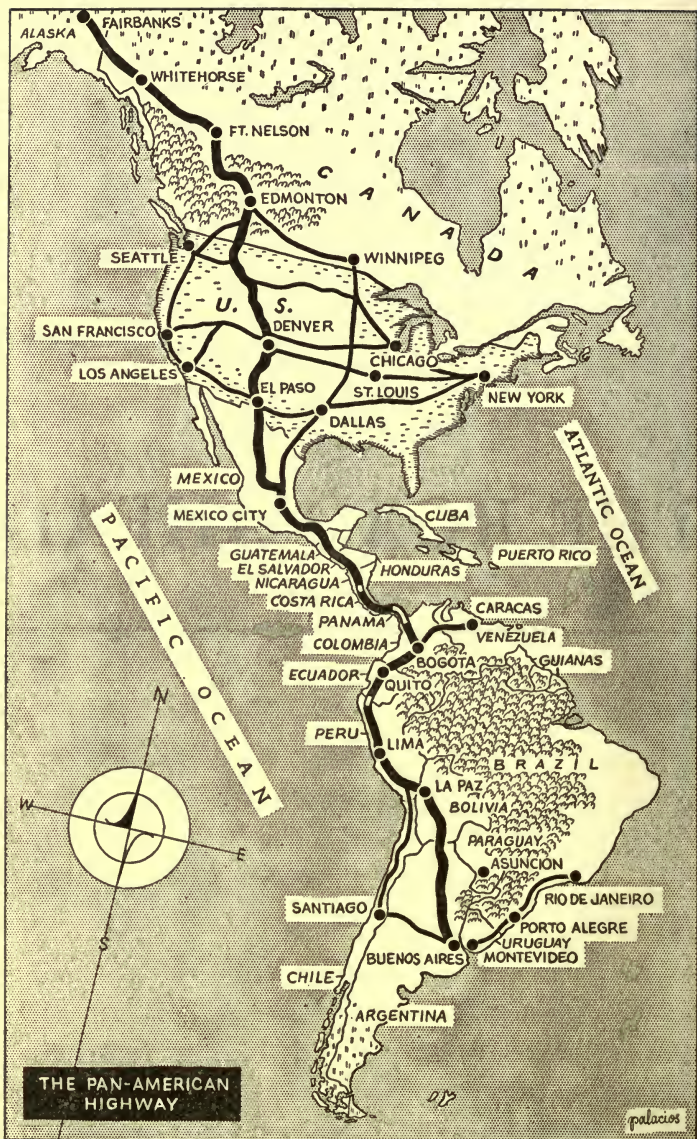 FAIRBANKS
ALASKA
WHITEHORSE
FT. NELSON
CANADA
EDMONTON
SEATTLE
WINNIPEG
U. S.
SAN FRANCISCO
DENVER
CHICAGO
LOS ANGELES
EL PASO
ST. LOUIS
NEW YORK
DALLAS
ATLANTIC OCEAN
MEXICO
MEXICO CITY
CUBA
PACIFIC OCEAN
GUATEMALA
EL SALVADOR
HONDURAS
PUERTO RICO
NICARAGUA
COSTA RICA
PANAMA
CARACAS
COLOMBIA
VENEZUELA
BOGOTA
GUIANAS
ECUADOR
QUITO
PERU
LIMA
BRAZIL
LA PAZ
BOLIVIA
PARAGUAY
ASUNCIÓN
RIO DE JANEIRO
SANTIAGO
PORTO ALEGRE
URUGUAY
BUENOS AIRES
MONTEVIDEO
CHILE
ARGENTINA
N
W
E
S
THE PAN-AMERICAN
HIGHWAY
palacios